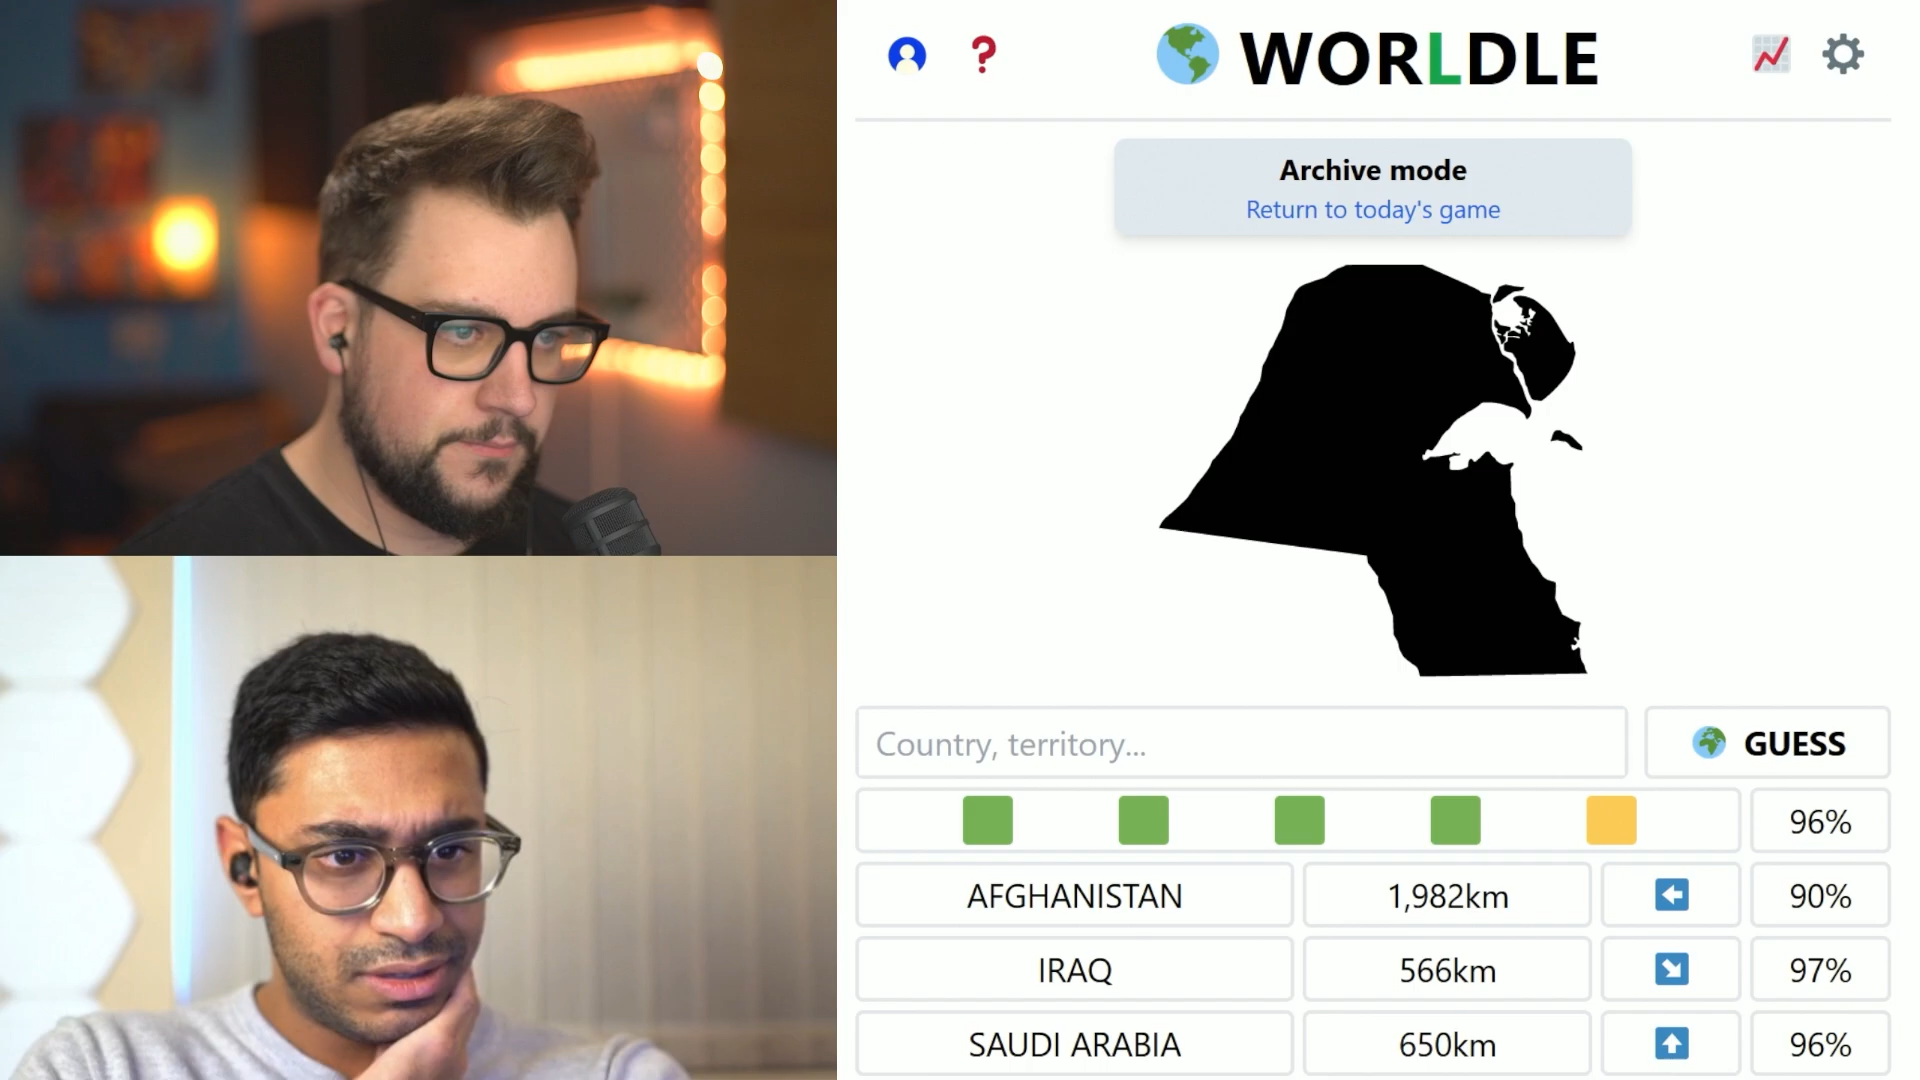 WORLDLE
Archive mode
Return to today's game
Country, territory...
GUESS
96%
AFGHANISTAN 1,982km 90%
IRAQ 566km 97%
SAUDI ARABIA 650km 96%